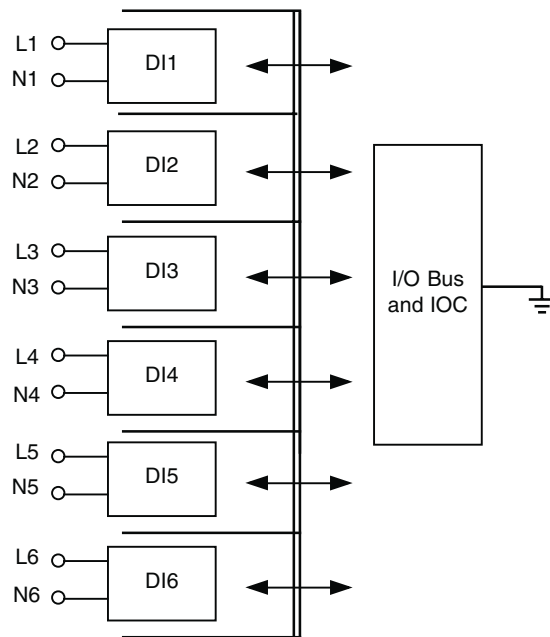 L1
DI1
N1
L2
DI2
N2
L3
DI3
N3
I/O Bus
and IOC
L4
DI4
N4
L5
DI5
N5
L6
DI6
N6